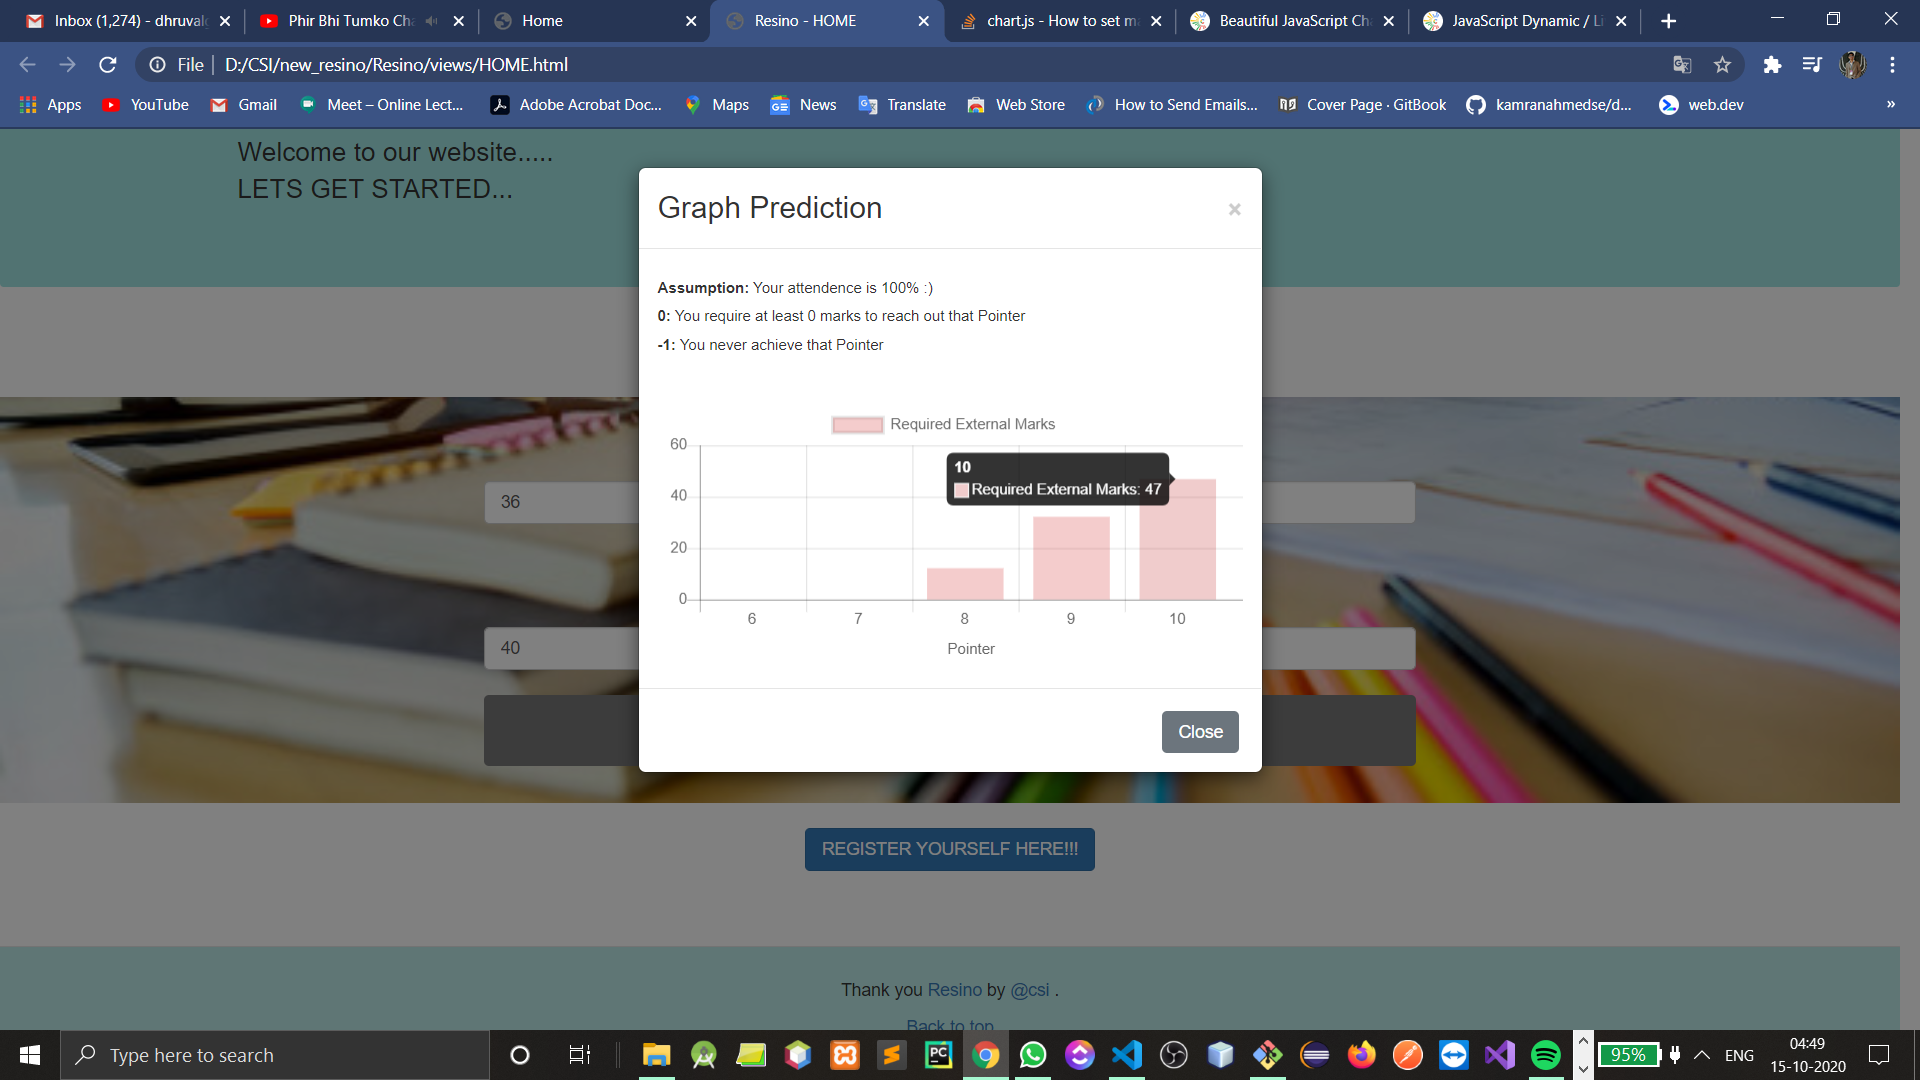 Inbox (1,274) - dhruval
Phir Bhi Tumko Cha
Home
Resino - HOME
chart.js - How to set m
Beautiful JavaScript Ch
JavaScript Dynamic / Li
File
D:/CSI/new_resino/Resino/views/HOME.html
Apps
YouTube
Gmail
Meet – Online Lect...
Adobe Acrobat Doc...
Maps
News
Translate
Web Store
How to Send Emails...
Cover Page · GitBook
kamranahmedse/d...
web.dev
»
Welcome to our website.....
LETS GET STARTED...
Graph Prediction
×
Assumption: Your attendence is 100% :)
0: You require at least 0 marks to reach out that Pointer
-1: You never achieve that Pointer
Required External Marks
60
40
20
0
10
Required External Marks: 47
6 7 8 9 10
Pointer
36
40
Close
REGISTER YOURSELF HERE!!!
Thank you Resino by @csi .
Back to top
Type here to search
PC
95%
ENG
04:49
15-10-2020